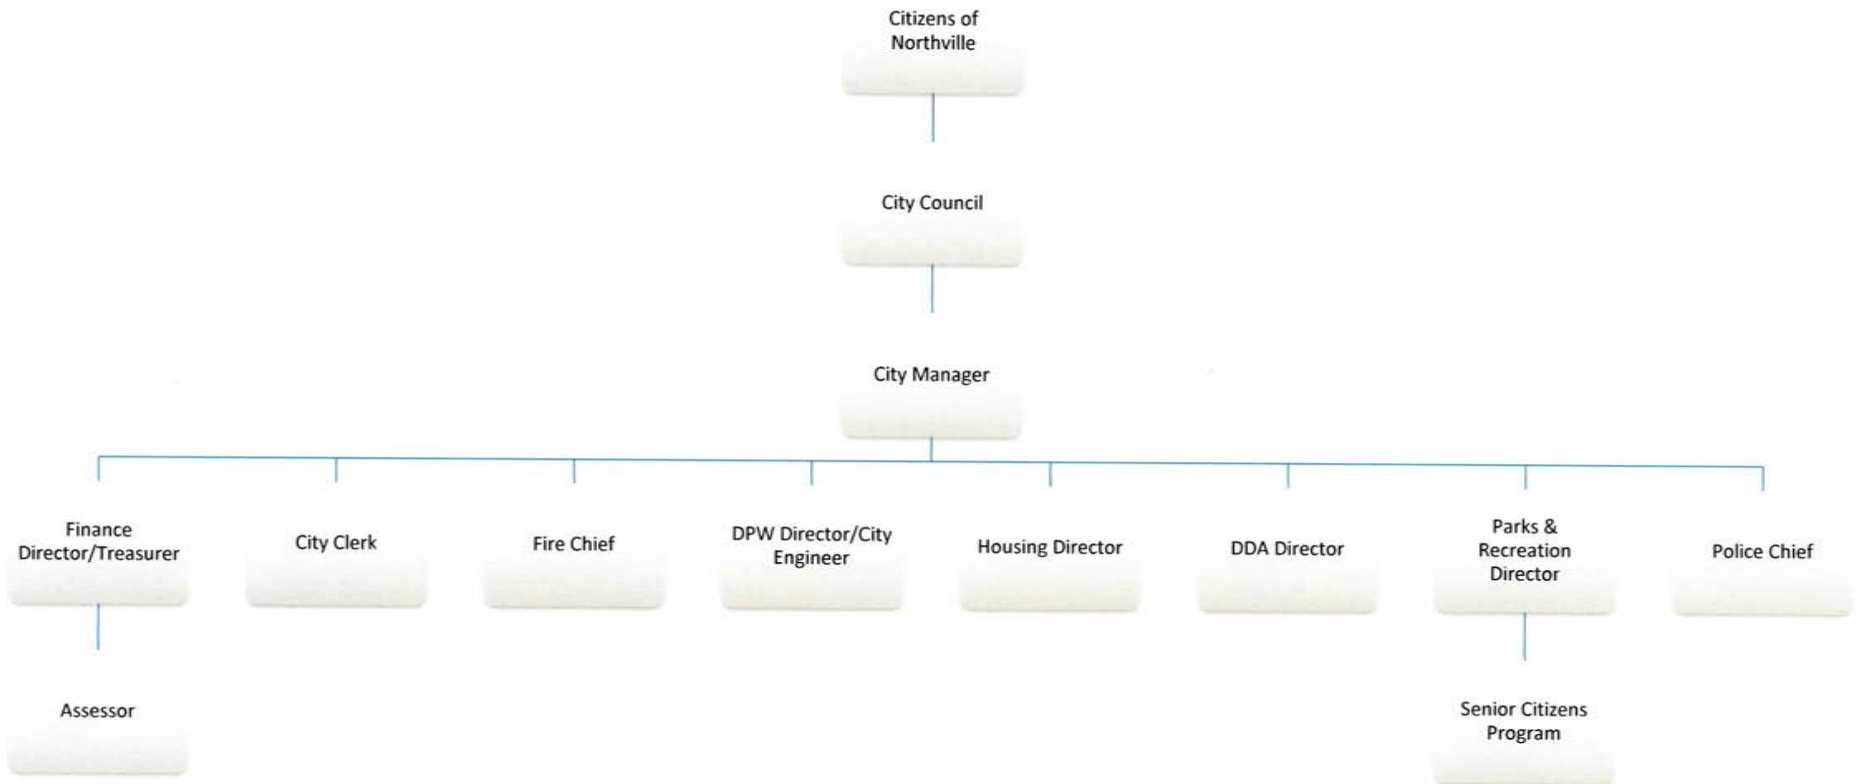 Citizens of
Northville
City Council
City Manager
Finance
Director/Treasurer
City Clerk
Fire Chief
DPW Director/City
Engineer
Housing Director
DDA Director
Parks &
Recreation
Director
Police Chief
Assessor
Senior Citizens
Program